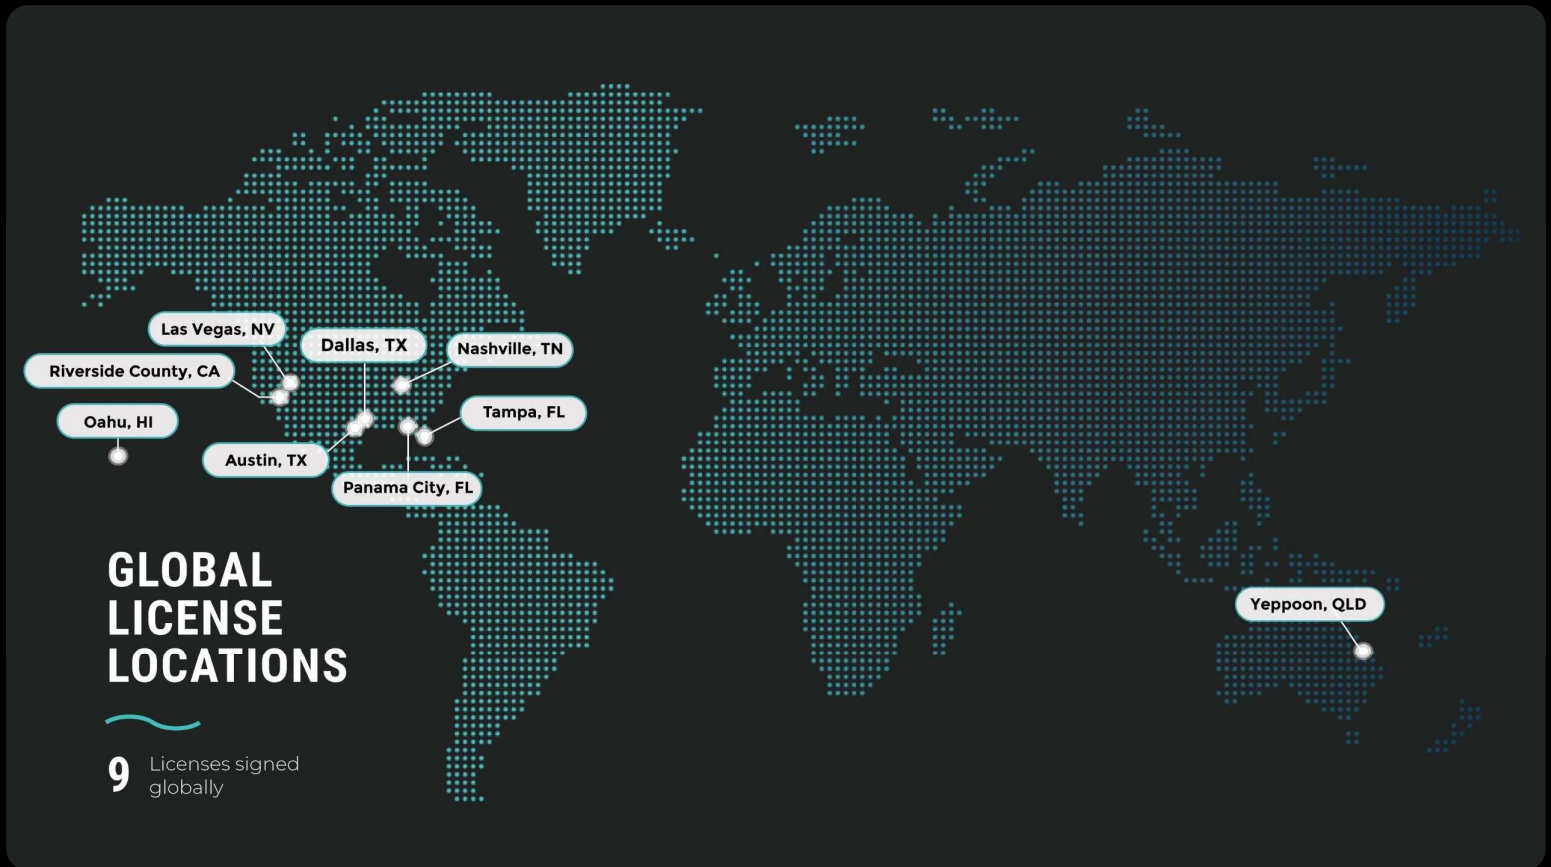 Las Vegas, NV
Dallas, TX
Nashville, TN
Riverside County, CA
Oahu, HI
Tampa, FL
Austin, TX
Panama City, FL
GLOBAL
LICENSE
LOCATIONS
Yeppoon, QLD
9 Licenses signed
globally